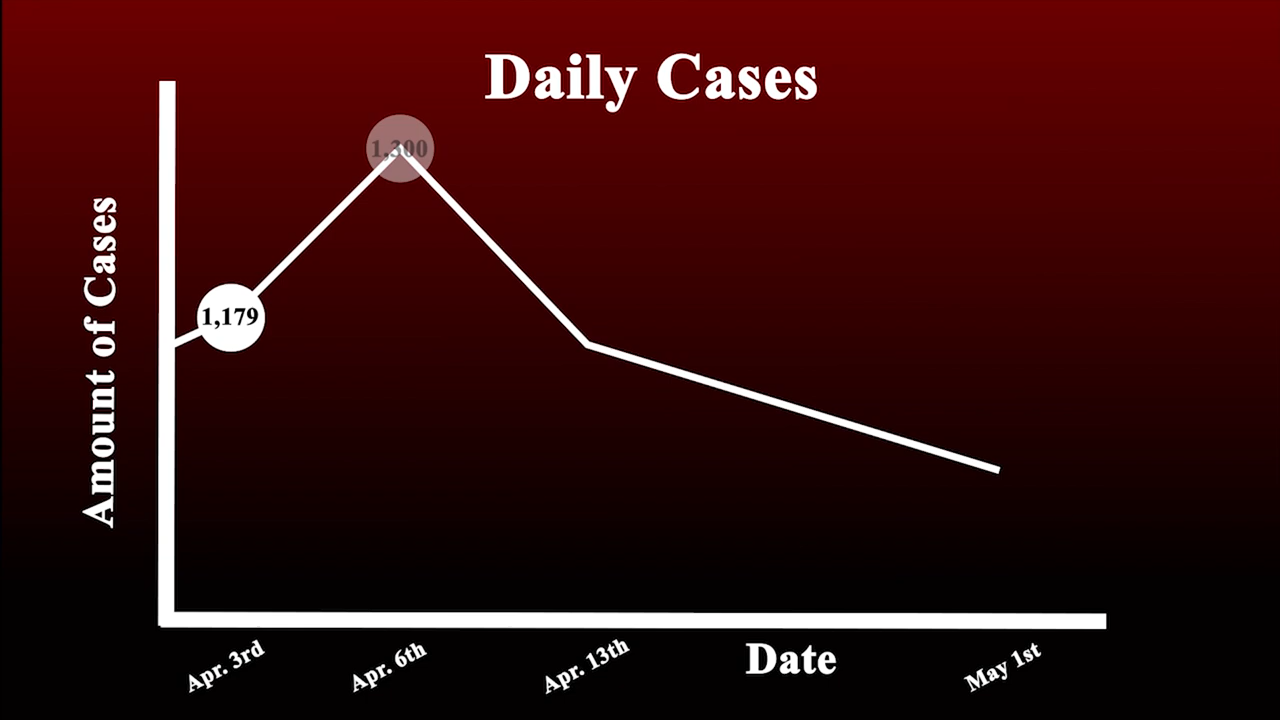 Daily Cases
1,300
1,179
Amount of Cases
Apr. 3rd
Apr. 6th
Apr. 13th
Date
May 1st